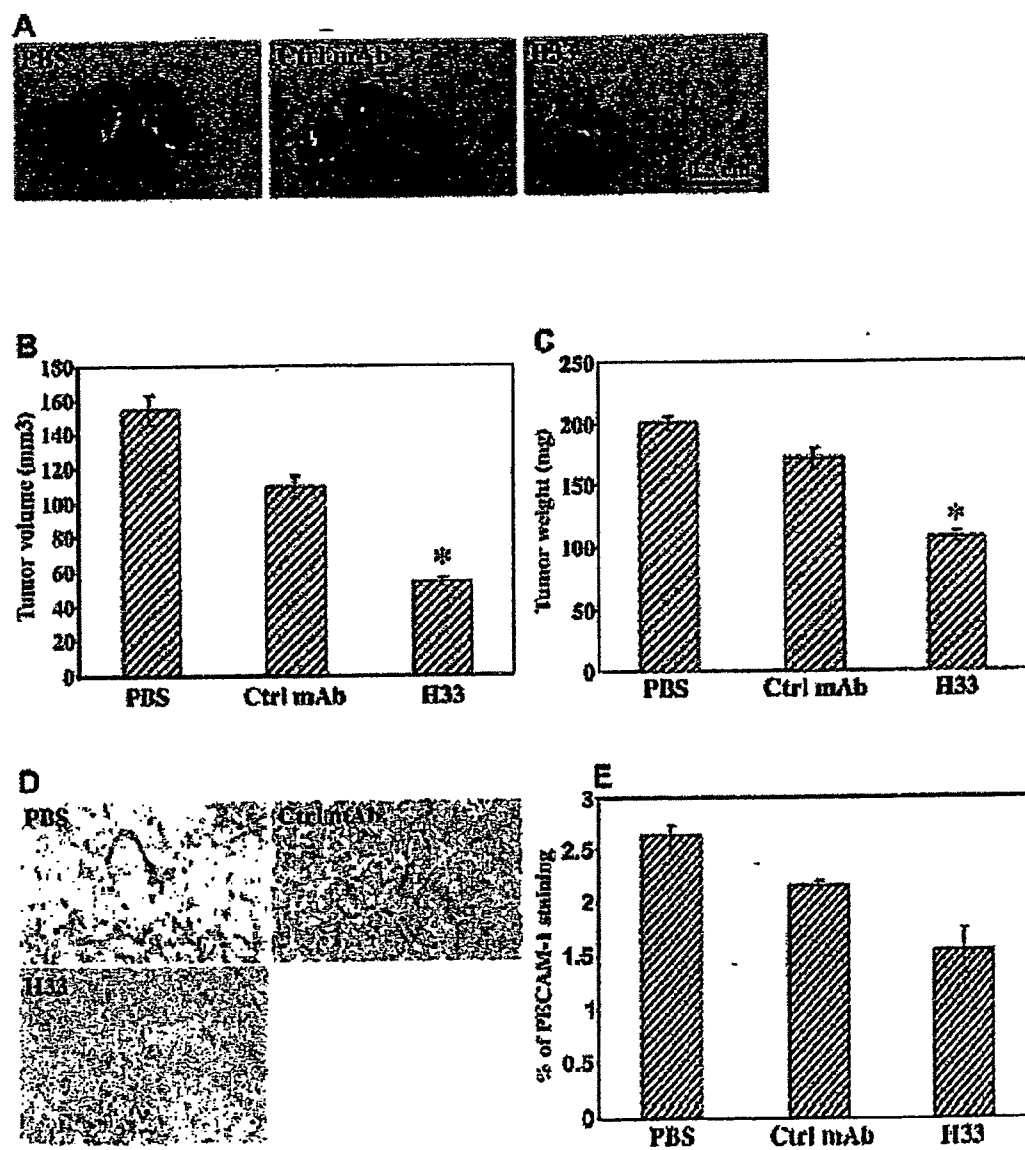 A
PBS
Ctrl mAb
H33
B
180
160
140
120
100
80
60
40
20
0
Tumor volume (mm3)
*
PBS Ctrl mAb H33
C
250
200
150
100
50
0
Tumor weight (mg)
*
PBS Ctrl mAb H33
D
PBS
Ctrl mAb
H33
E
3
2.5
2
1.5
1
0.5
0
% of PECAM-1 staining
PBS Ctrl mAb H33